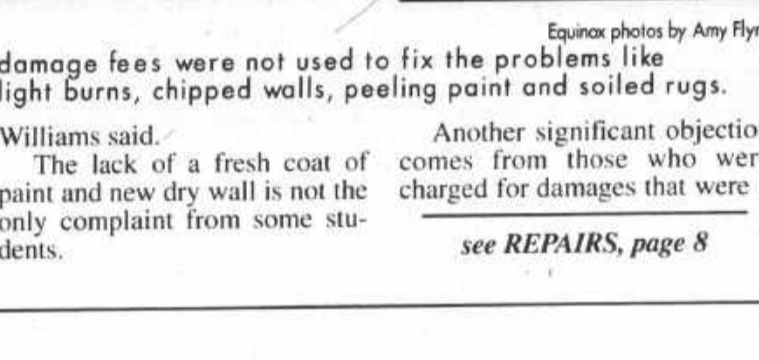 Equinox photos by Amy Flyn
damage fees were not used to fix the problems like
light burns, chipped walls, peeling paint and soiled rugs.
Williams said.
The lack of a fresh coat of
paint and new dry wall is not the
only complaint from some stu-
dents.
Another significant objectio
comes from those who wer
charged for damages that were
see REPAIRS, page 8